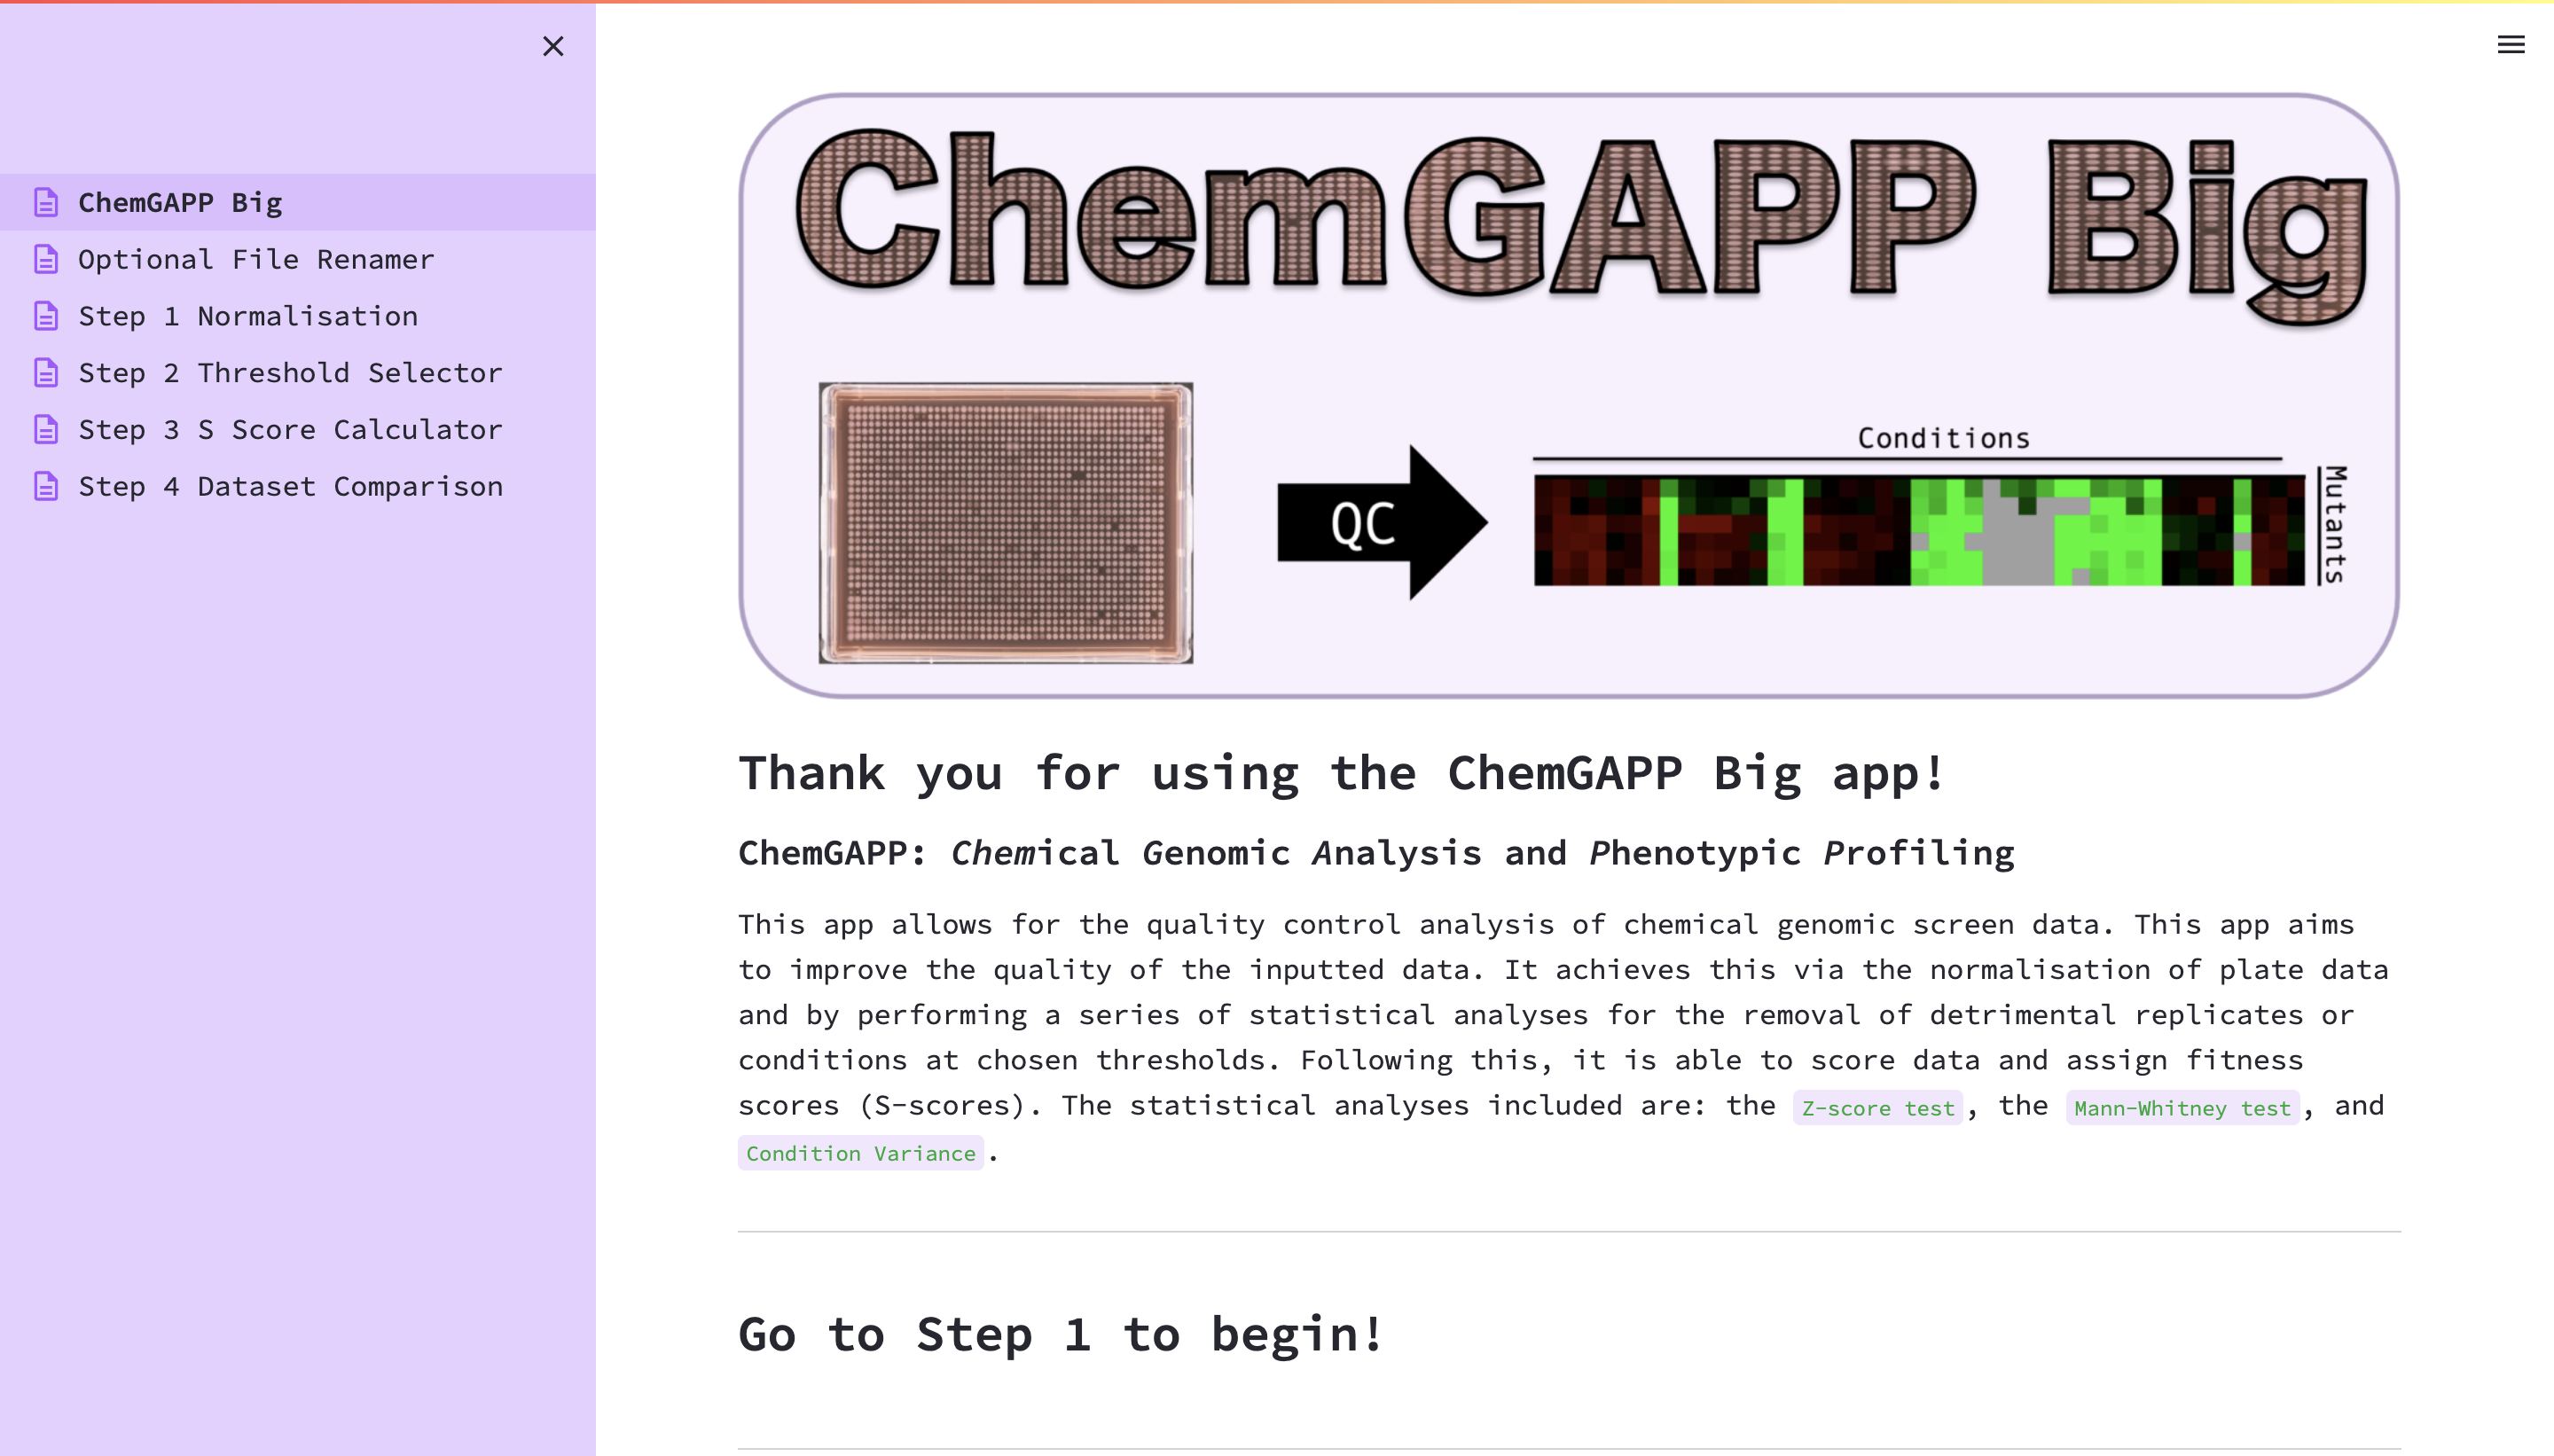 ChemGAPP Big
Optional File Renamer
Step 1 Normalisation
Step 2 Threshold Selector
Step 3 S Score Calculator
Step 4 Dataset Comparison
ChemGAPP Big
QC
Conditions
Mutants
Thank you for using the ChemGAPP Big app!
ChemGAPP: Chemical Genomic Analysis and Phenotypic Profiling
This app allows for the quality control analysis of chemical genomic screen data. This app aims
to improve the quality of the inputted data. It achieves this via the normalisation of plate data
and by performing a series of statistical analyses for the removal of detrimental replicates or
conditions at chosen thresholds. Following this, it is able to score data and assign fitness
scores (S-scores). The statistical analyses included are: the Z-score test, the Mann-Whitney test, and
Condition Variance.
Go to Step 1 to begin!